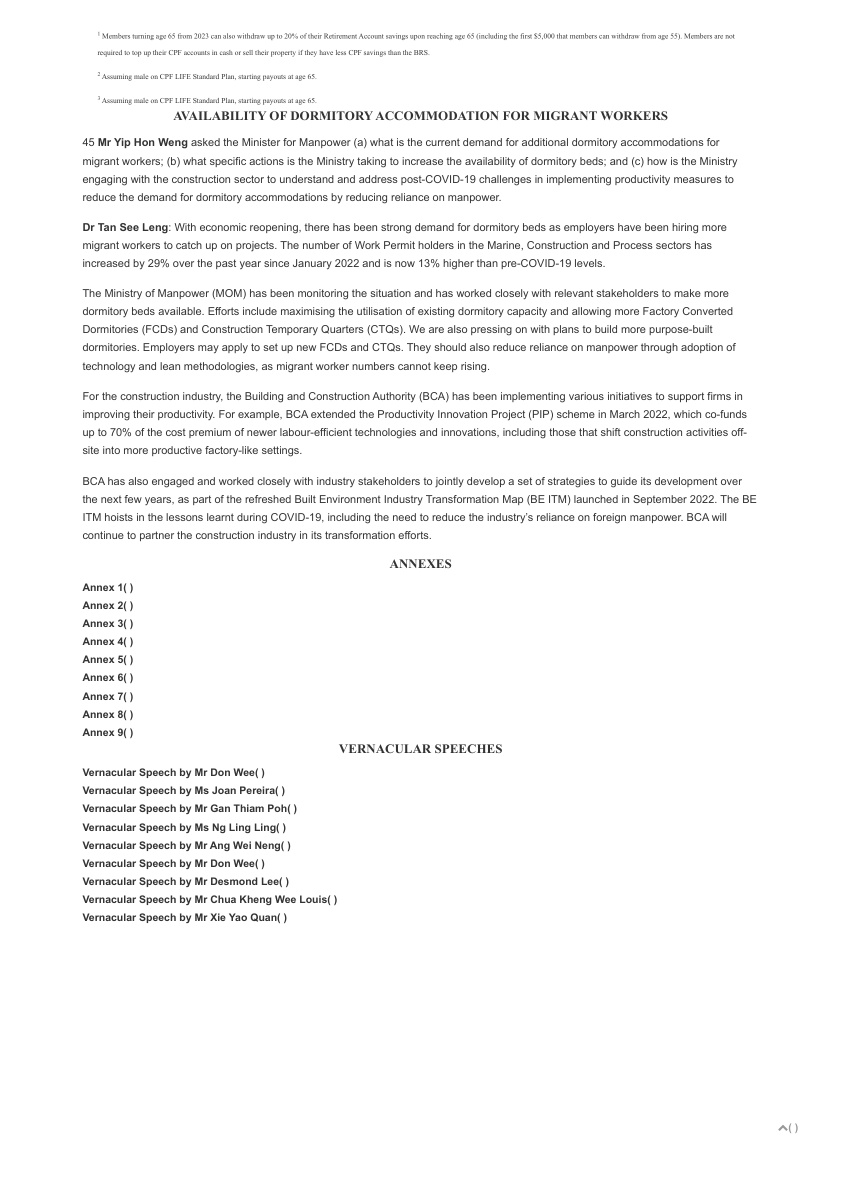 1 Members turning age 65 from 2023 can also withdraw up to 20% of their Retirement Account savings upon reaching age 65 (including the first $5,000 that members can withdraw from age 55). Members are not
required to top up their CPF accounts in cash or sell their property if they have less CPF savings than the BRS.
2 Assuming male on CPF LIFE Standard Plan, starting payouts at age 65.
3 Assuming male on CPF LIFE Standard Plan, starting payouts at age 65.
AVAILABILITY OF DORMITORY ACCOMMODATION FOR MIGRANT WORKERS
45 Mr Yip Hon Weng asked the Minister for Manpower (a) what is the current demand for additional dormitory accommodations for
migrant workers; (b) what specific actions is the Ministry taking to increase the availability of dormitory beds; and (c) how is the Ministry
engaging with the construction sector to understand and address post-COVID-19 challenges in implementing productivity measures to
reduce the demand for dormitory accommodations by reducing reliance on manpower.
Dr Tan See Leng: With economic reopening, there has been strong demand for dormitory beds as employers have been hiring more
migrant workers to catch up on projects. The number of Work Permit holders in the Marine, Construction and Process sectors has
increased by 29% over the past year since January 2022 and is now 13% higher than pre-COVID-19 levels.
The Ministry of Manpower (MOM) has been monitoring the situation and has worked closely with relevant stakeholders to make more
dormitory beds available. Efforts include maximising the utilisation of existing dormitory capacity and allowing more Factory Converted
Dormitories (FCDs) and Construction Temporary Quarters (CTQs). We are also pressing on with plans to build more purpose-built
dormitories. Employers may apply to set up new FCDs and CTQs. They should also reduce reliance on manpower through adoption of
technology and lean methodologies, as migrant worker numbers cannot keep rising.
For the construction industry, the Building and Construction Authority (BCA) has been implementing various initiatives to support firms in
improving their productivity. For example, BCA extended the Productivity Innovation Project (PIP) scheme in March 2022, which co-funds
up to 70% of the cost premium of newer labour-efficient technologies and innovations, including those that shift construction activities off-
site into more productive factory-like settings.
BCA has also engaged and worked closely with industry stakeholders to jointly develop a set of strategies to guide its development over
the next few years, as part of the refreshed Built Environment Industry Transformation Map (BE ITM) launched in September 2022. The BE
ITM hoists in the lessons learnt during COVID-19, including the need to reduce the industry's reliance on foreign manpower. BCA will
continue to partner the construction industry in its transformation efforts.
ANNEXES
Annex 1( )
Annex 2( )
Annex 3( )
Annex 4( )
Annex 5( )
Annex 6( )
Annex 7( )
Annex 8( )
Annex 9( )
VERNACULAR SPEECHES
Vernacular Speech by Mr Don Wee( )
Vernacular Speech by Ms Joan Pereira( )
Vernacular Speech by Mr Gan Thiam Poh( )
Vernacular Speech by Ms Ng Ling Ling( )
Vernacular Speech by Mr Ang Wei Neng( )
Vernacular Speech by Mr Don Wee( )
Vernacular Speech by Mr Desmond Lee( )
Vernacular Speech by Mr Chua Kheng Wee Louis( )
Vernacular Speech by Mr Xie Yao Quan( )
( )